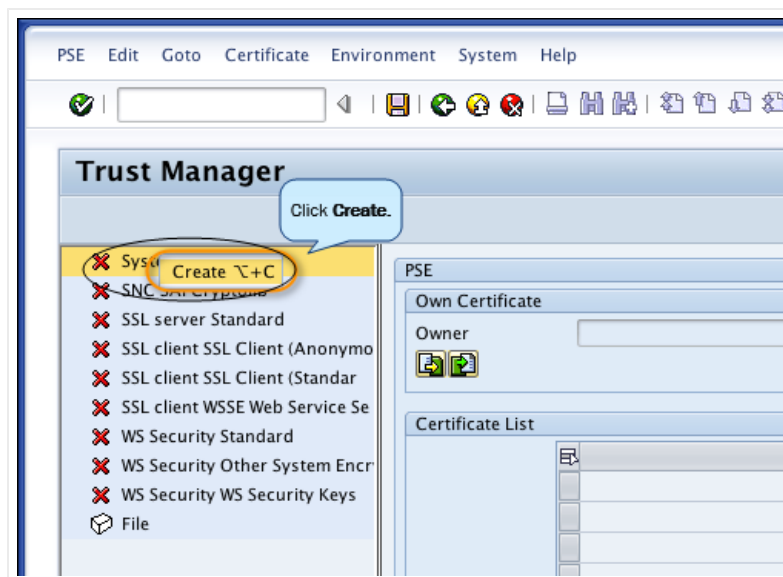 PSE Edit Goto Certificate Environment System Help
Trust Manager
Click Create.
Create ⌥+C
SNC
SSL server Standard
SSL client SSL Client (Anonymo
SSL client SSL Client (Standar
SSL client WSSE Web Service Se
WS Security Standard
WS Security Other System Encr
WS Security WS Security Keys
File
PSE
Own Certificate
Owner
Certificate List